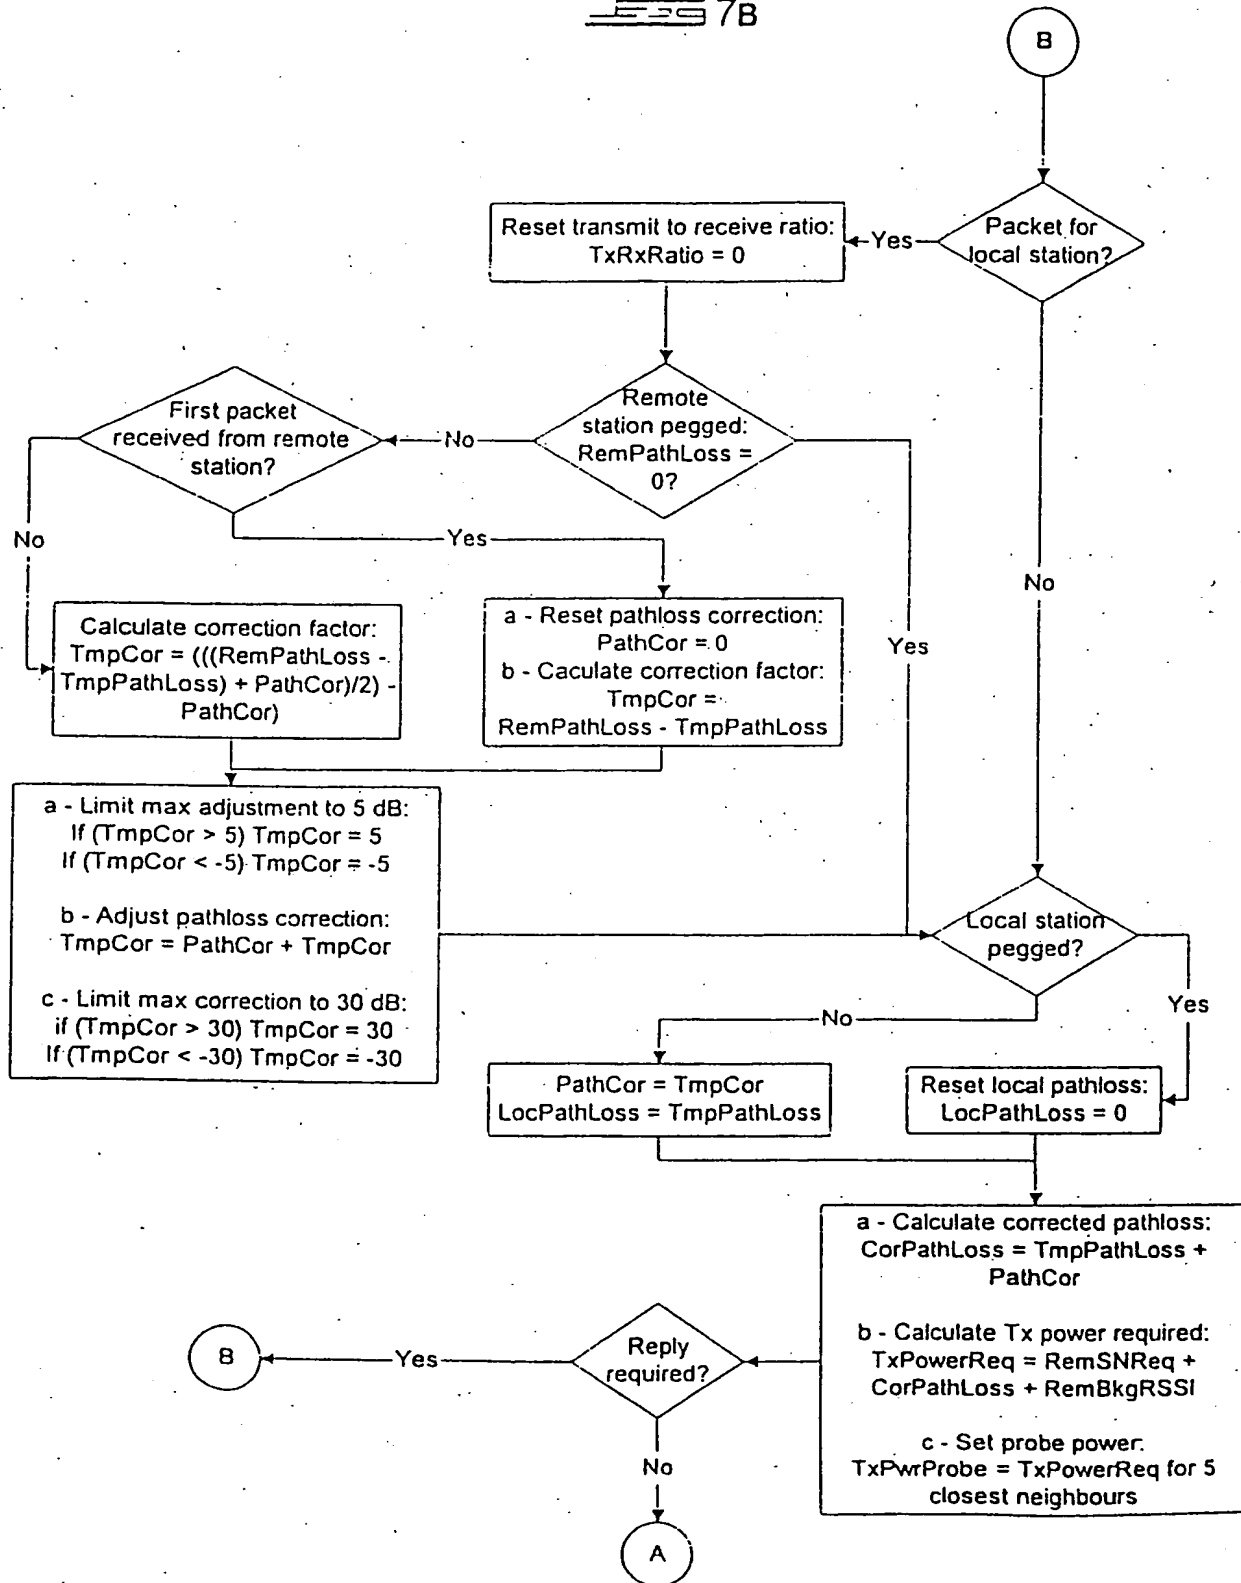 7B
B
Packet for
local station?
Yes
Reset transmit to receive ratio:
TxRxRatio = 0
Remote
station pegged:
RemPathLoss =
0?
No
First packet
received from remote
station?
No
Yes
Yes
No
Calculate correction factor:
TmpCor = (((RemPathLoss -
TmpPathLoss) + PathCor)/2) -
PathCor)
a - Reset pathloss correction:
PathCor = 0
b - Caculate correction factor:
TmpCor =
RemPathLoss - TmpPathLoss
a - Limit max adjustment to 5 dB:
If (TmpCor > 5) TmpCor = 5
If (TmpCor < -5) TmpCor = -5
b - Adjust pathloss correction:
TmpCor = PathCor + TmpCor
c - Limit max correction to 30 dB:
if (TmpCor > 30) TmpCor = 30
If (TmpCor < -30) TmpCor = -30
Local station
pegged?
No
Yes
PathCor = TmpCor
LocPathLoss = TmpPathLoss
Reset local pathloss:
LocPathLoss = 0
a - Calculate corrected pathloss:
CorPathLoss = TmpPathLoss +
PathCor
b - Calculate Tx power required:
TxPowerReq = RemSNReq +
CorPathLoss + RemBkgRSSI
c - Set probe power.
TxPwrProbe = TxPowerReq for 5
closest neighbours
Reply
required?
Yes
B
No
A